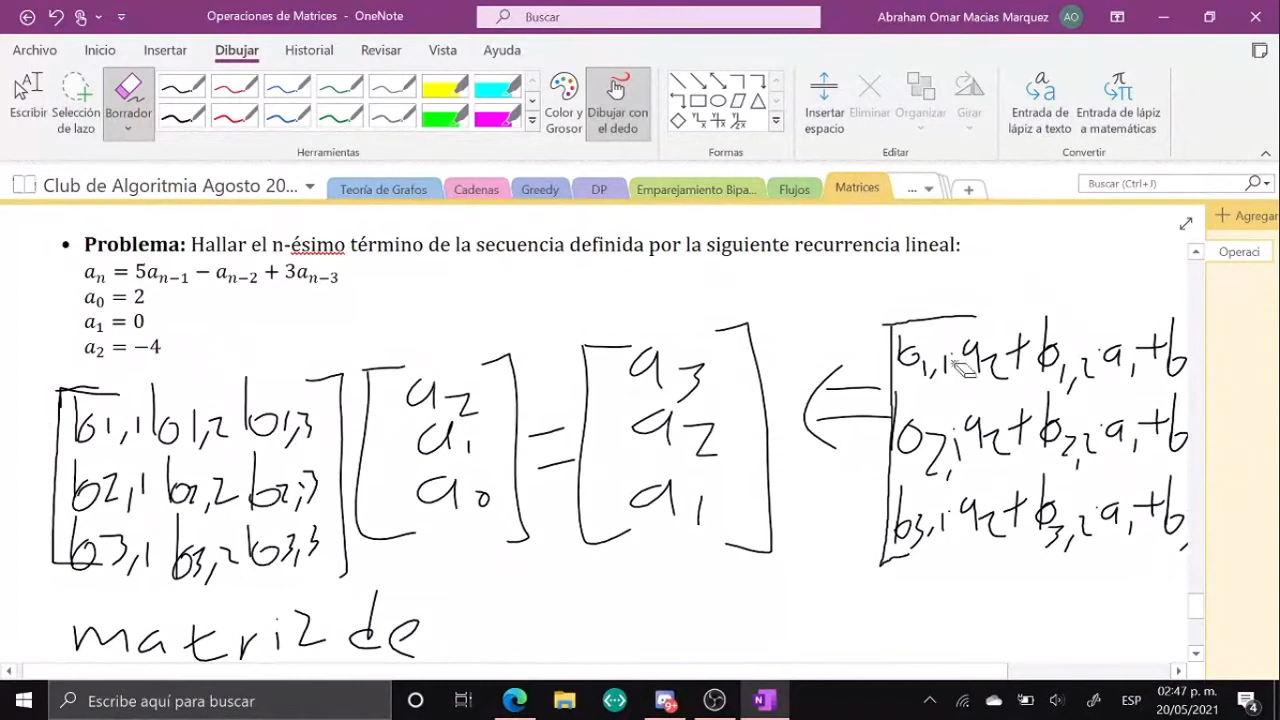 Operaciones de Matrices - OneNote
Buscar
Abraham Omar Macias Marquez AO
Archivo Inicio Insertar Dibujar Historial Revisar Vista Ayuda
Escribir Selección de lazo Borrador Color y Grosor Dibujar con el dedo Insertar espacio Eliminar Organizar Girar Entrada de lápiz a texto Entrada de lápiz a matemáticas
Herramientas Formas Editar Convertir
Club de Algoritmia Agosto 20... Teoría de Grafos Cadenas Greedy DP Emparejamiento Bipa... Flujos Matrices ... Buscar (Ctrl+J)
Agregar
Operaci
• Problema: Hallar el n-ésimo término de la secuencia definida por la siguiente recurrencia lineal:
aₙ = 5aₙ₋₁ − aₙ₋₂ + 3aₙ₋₃
a₀ = 2
a₁ = 0
a₂ = −4
b1,1 b1,2 b1,3 a₂ a₃ b₁,₁·a₂+b₁,₂·a₁+b
b2,1 b2,2 b2,3 a₁ = a₂ ⇐ b₂,₁·a₂+b₂,₂·a₁+b
b3,1 b3,2 b3,3 a₀ a₁ b₃,₁·a₂+b₃,₂·a₁+b
matriz de
Escribe aquí para buscar
9+
ESP
02:47 p. m.
20/05/2021
4